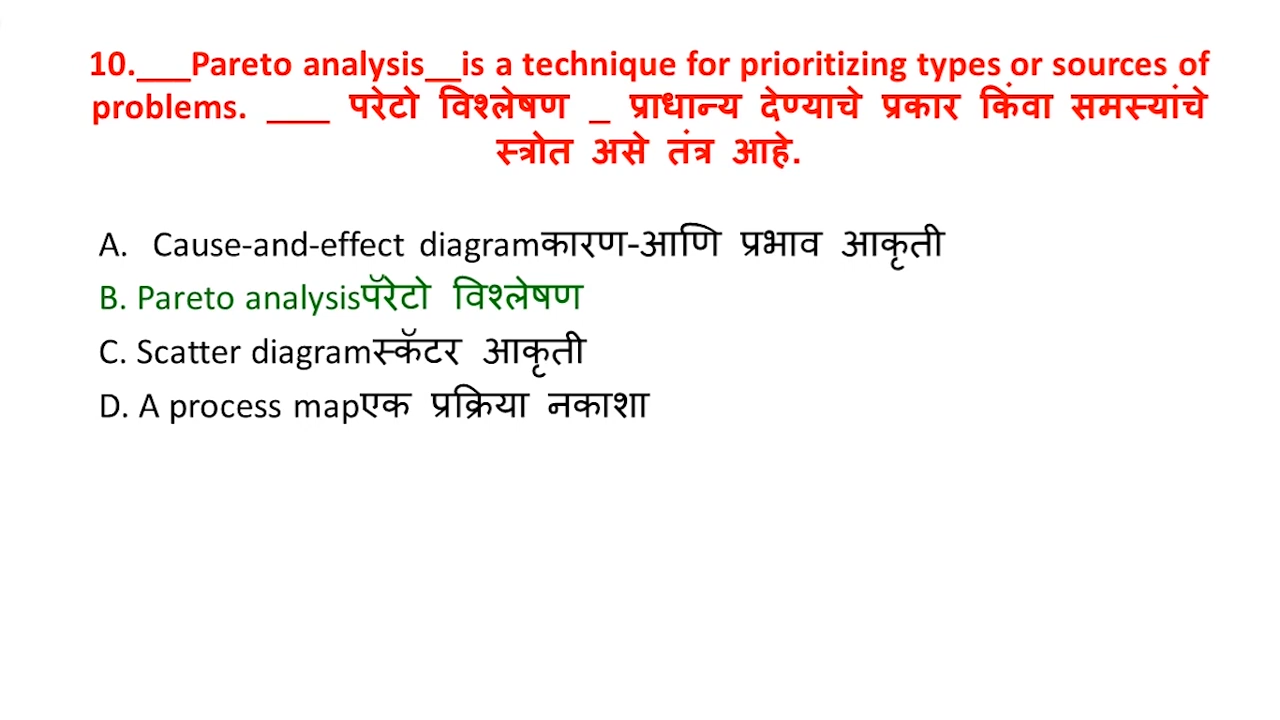 10.___Pareto analysis__is a technique for prioritizing types or sources of
problems. ___ परेटो विश्लेषण _ प्राधान्य देण्याचे प्रकार किंवा समस्यांचे
स्त्रोत असे तंत्र आहे.
A. Cause-and-effect diagramकारण-आणि प्रभाव आकृती
B. Pareto analysisपॅरेटो विश्लेषण
C. Scatter diagramस्कॅटर आकृती
D. A process mapएक प्रक्रिया नकाशा